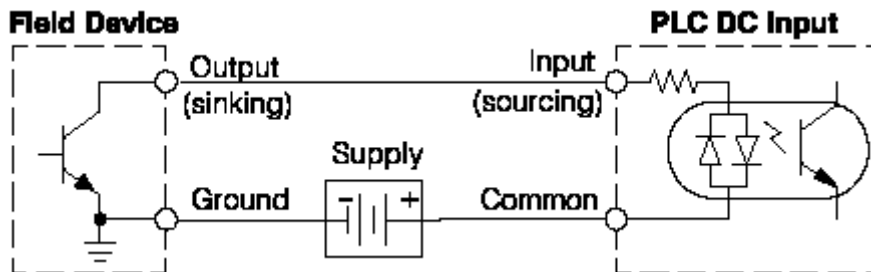 Field Device
PLC DC Input
Output
(sinking)
Input
(sourcing)
Supply
- +
Ground
Common